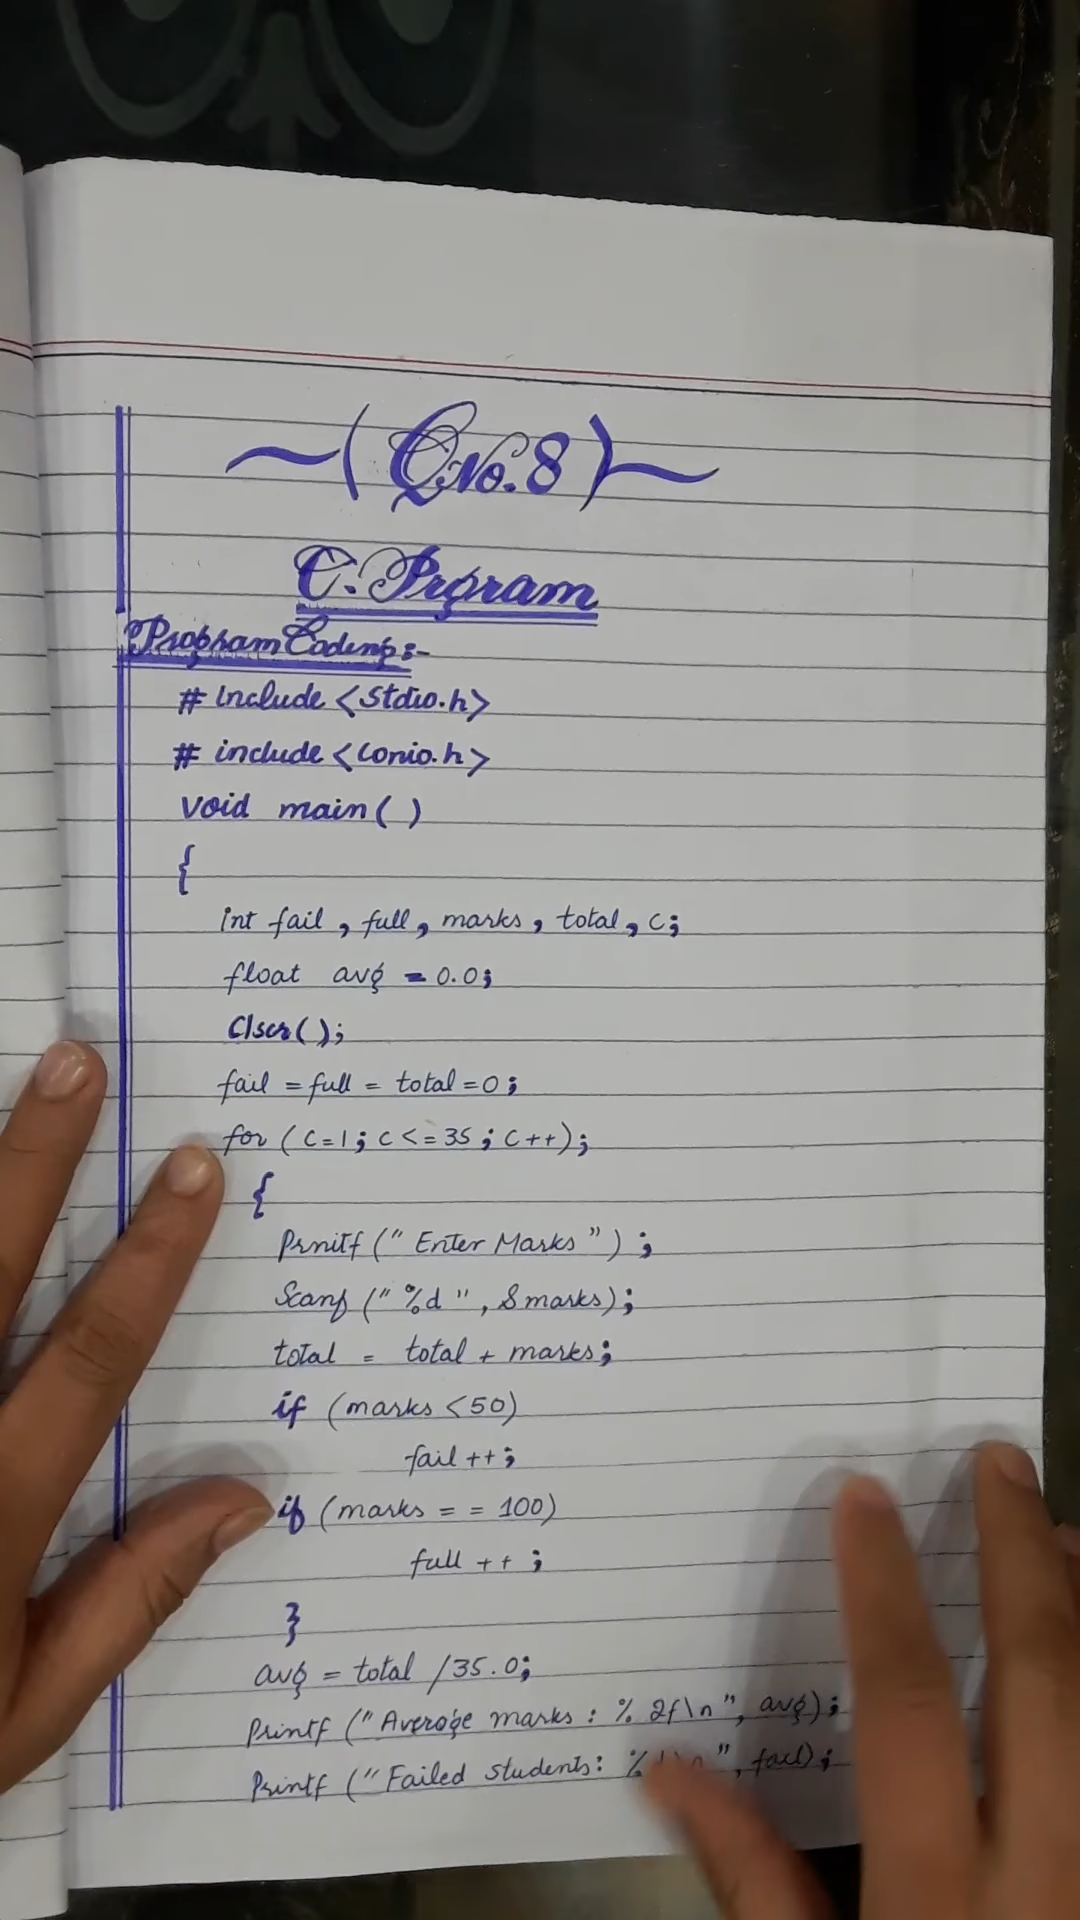 Q No. 8
C. Prgram
Program Coding:-
# include <Stdio.h>
# include <Conio.h>
void main( )
{
int fail, full, marks, total, c;
float avg = 0.0;
Clscr( );
fail = full = total = 0;
for (c=1; c<=35; c++);
{
Prnitf (" Enter Marks ") ;
Scanf (" %d ", &marks);
total = total + marks;
if (marks <50)
fail ++;
if (marks = = 100)
full ++ ;
}
avg = total /35.0;
Printf ("Average marks : % 2f\n", avg);
Printf ("Failed students: %d\n", fail);